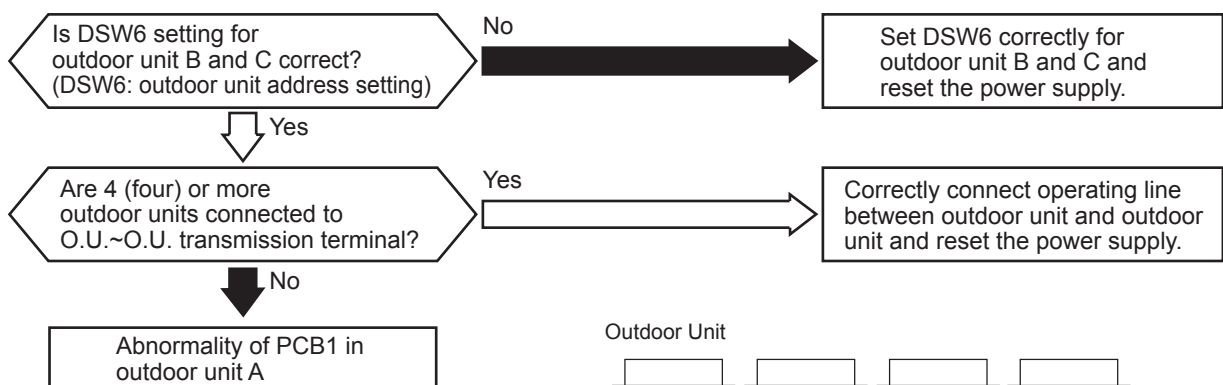 Is DSW6 setting for
outdoor unit B and C correct?
(DSW6: outdoor unit address setting)
No
Set DSW6 correctly for
outdoor unit B and C and
reset the power supply.
Yes
Are 4 (four) or more
outdoor units connected to
O.U.~O.U. transmission terminal?
Yes
Correctly connect operating line
between outdoor unit and outdoor
unit and reset the power supply.
No
Abnormality of PCB1 in
outdoor unit A
Outdoor Unit